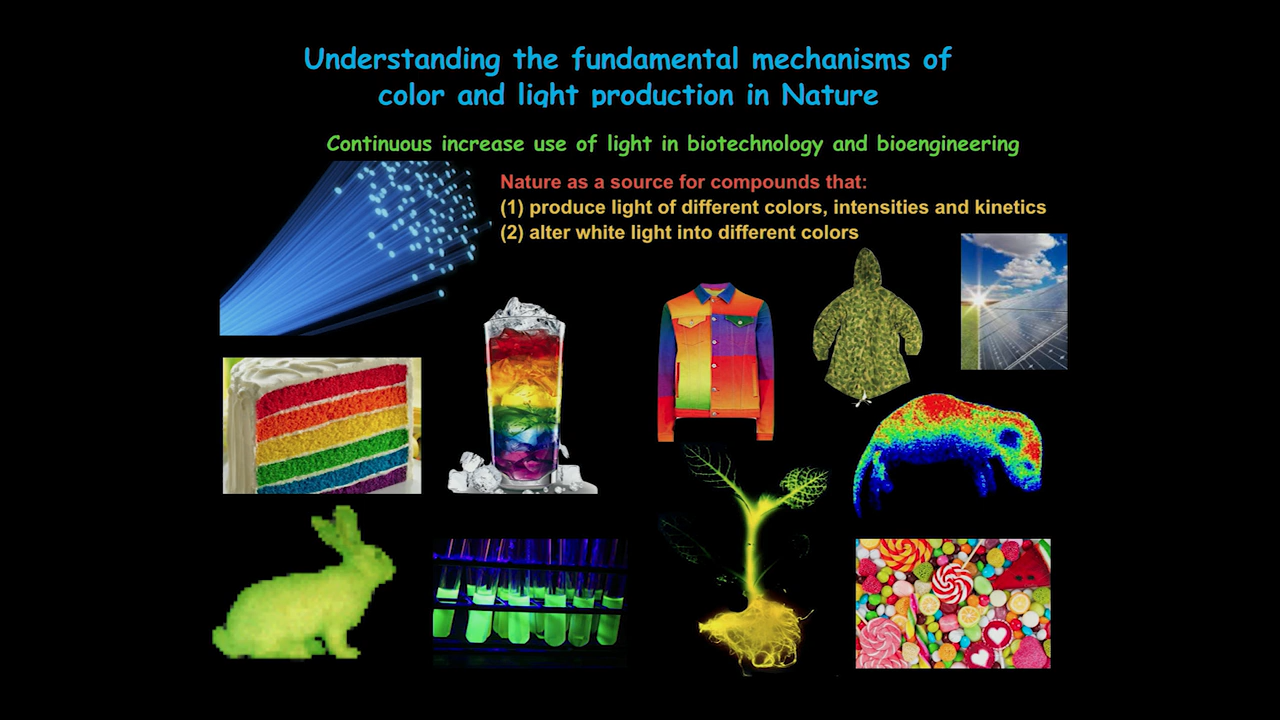 Understanding the fundamental mechanisms of
color and light production in Nature
Continuous increase use of light in biotechnology and bioengineering
Nature as a source for compounds that:
(1) produce light of different colors, intensities and kinetics
(2) alter white light into different colors